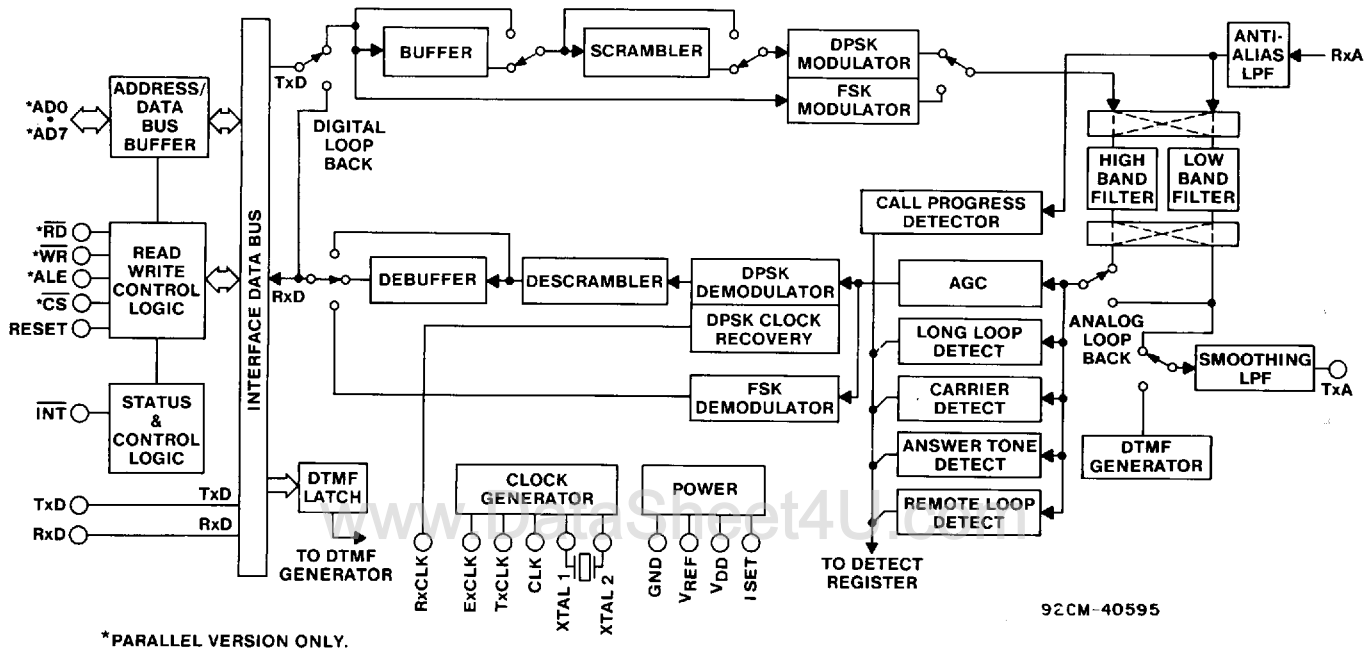 BUFFER
SCRAMBLER
DPSK
MODULATOR
FSK
MODULATOR
ANTI-
ALIAS
LPF
RxA
TxD
*AD0
*AD7
ADDRESS/
DATA
BUS
BUFFER
DIGITAL
LOOP
BACK
HIGH
BAND
FILTER
LOW
BAND
FILTER
CALL PROGRESS
DETECTOR
*RD
*WR
*ALE
*CS
RESET
READ
WRITE
CONTROL
LOGIC
INTERFACE DATA BUS
RxD
DEBUFFER
DESCRAMBLER
DPSK
DEMODULATOR
DPSK CLOCK
RECOVERY
AGC
LONG LOOP
DETECT
ANALOG
LOOP
BACK
SMOOTHING
LPF
TxA
INT
STATUS
&
CONTROL
LOGIC
FSK
DEMODULATOR
CARRIER
DETECT
ANSWER TONE
DETECT
DTMF
GENERATOR
REMOTE LOOP
DETECT
TxD
TxD
RxD
RxD
DTMF
LATCH
TO DTMF
GENERATOR
CLOCK
GENERATOR
POWER
www.DataSheet4U.com
RxCLK
ExCLK
TxCLK
CLK
XTAL 1
XTAL 2
GND
VREF
VDD
I SET
TO DETECT
REGISTER
92CM-40595
*PARALLEL VERSION ONLY.